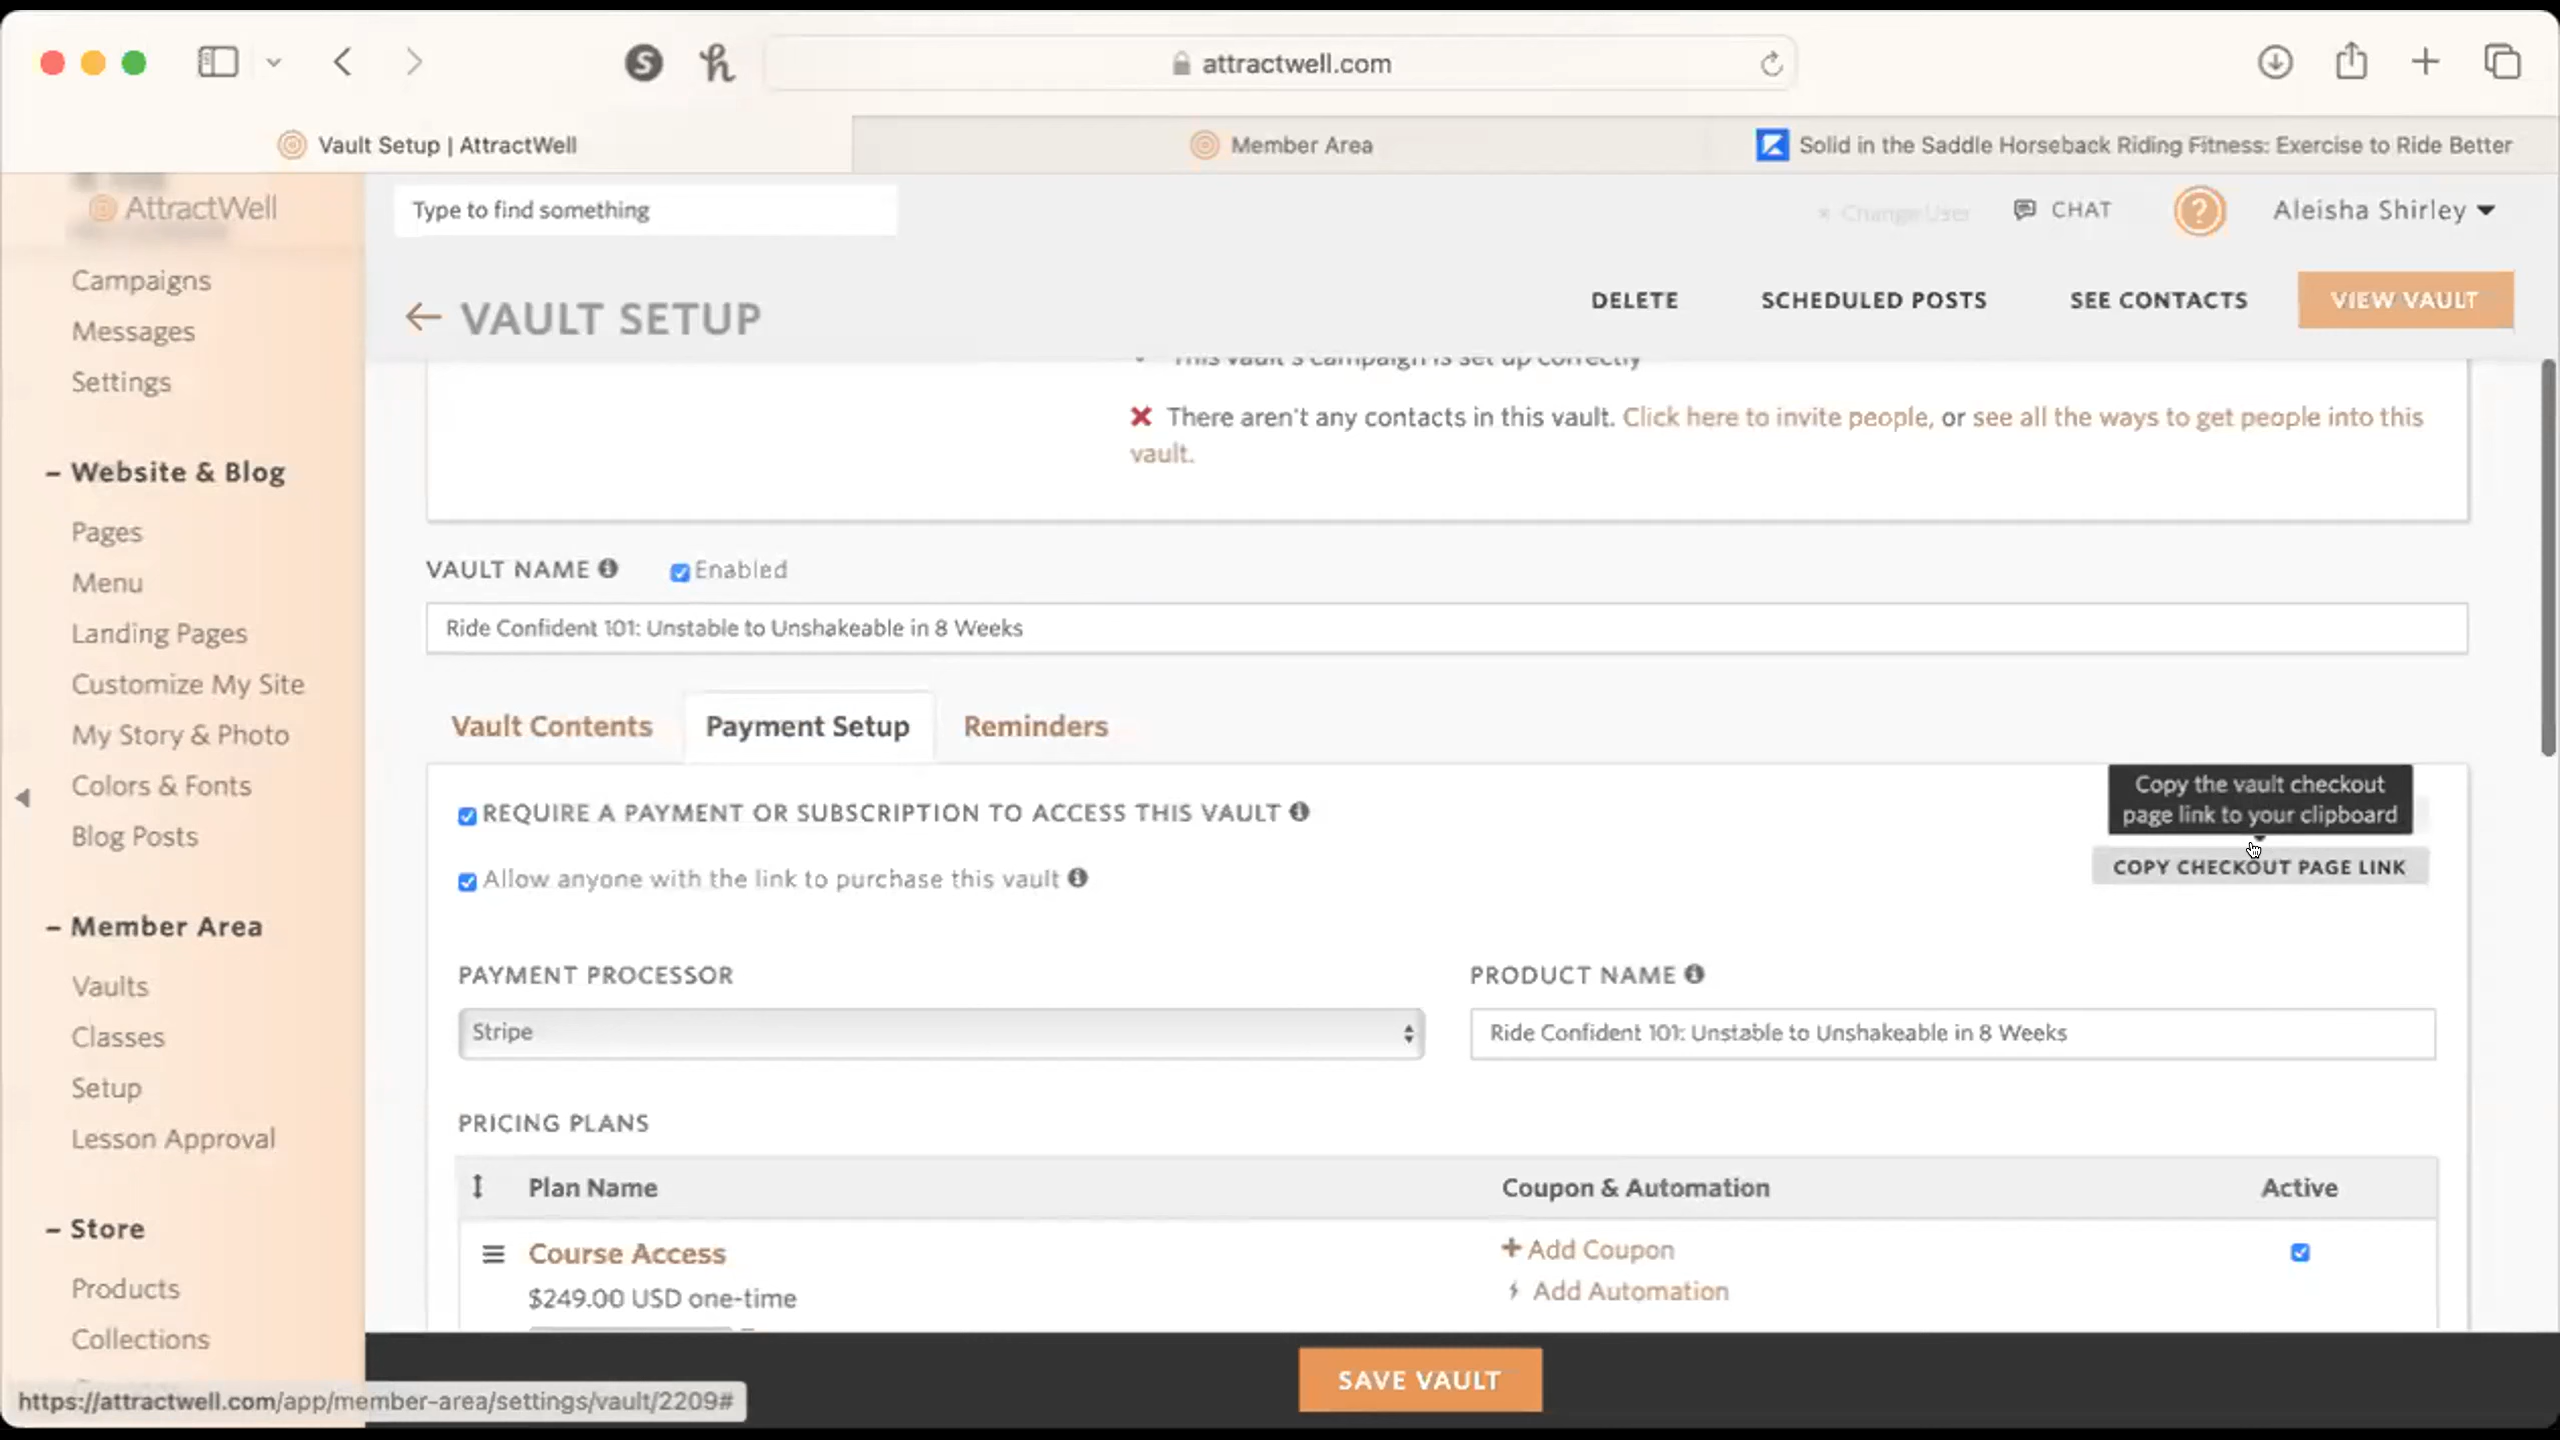 attractwell.com
Vault Setup | AttractWell
Member Area
Solid in the Saddle Horseback Riding Fitness: Exercise to Ride Better
AttractWell
Type to find something
× Change User
CHAT
?
Aleisha Shirley
VAULT SETUP
DELETE
SCHEDULED POSTS
SEE CONTACTS
VIEW VAULT
Campaigns
Messages
Settings
– Website & Blog
Pages
Menu
Landing Pages
Customize My Site
My Story & Photo
Colors & Fonts
Blog Posts
– Member Area
Vaults
Classes
Setup
Lesson Approval
– Store
Products
Collections
https://attractwell.com/app/member-area/settings/vault/2209#
This vault's campaign is set up correctly
There aren't any contacts in this vault. Click here to invite people, or see all the ways to get people into this
vault.
VAULT NAME
Enabled
Ride Confident 101: Unstable to Unshakeable in 8 Weeks
Vault Contents
Payment Setup
Reminders
REQUIRE A PAYMENT OR SUBSCRIPTION TO ACCESS THIS VAULT
Copy the vault checkout
page link to your clipboard
Allow anyone with the link to purchase this vault
COPY CHECKOUT PAGE LINK
PAYMENT PROCESSOR
Stripe
PRODUCT NAME
Ride Confident 101: Unstable to Unshakeable in 8 Weeks
PRICING PLANS
Plan Name
Coupon & Automation
Active
Course Access
$249.00 USD one-time
+ Add Coupon
Add Automation
SAVE VAULT